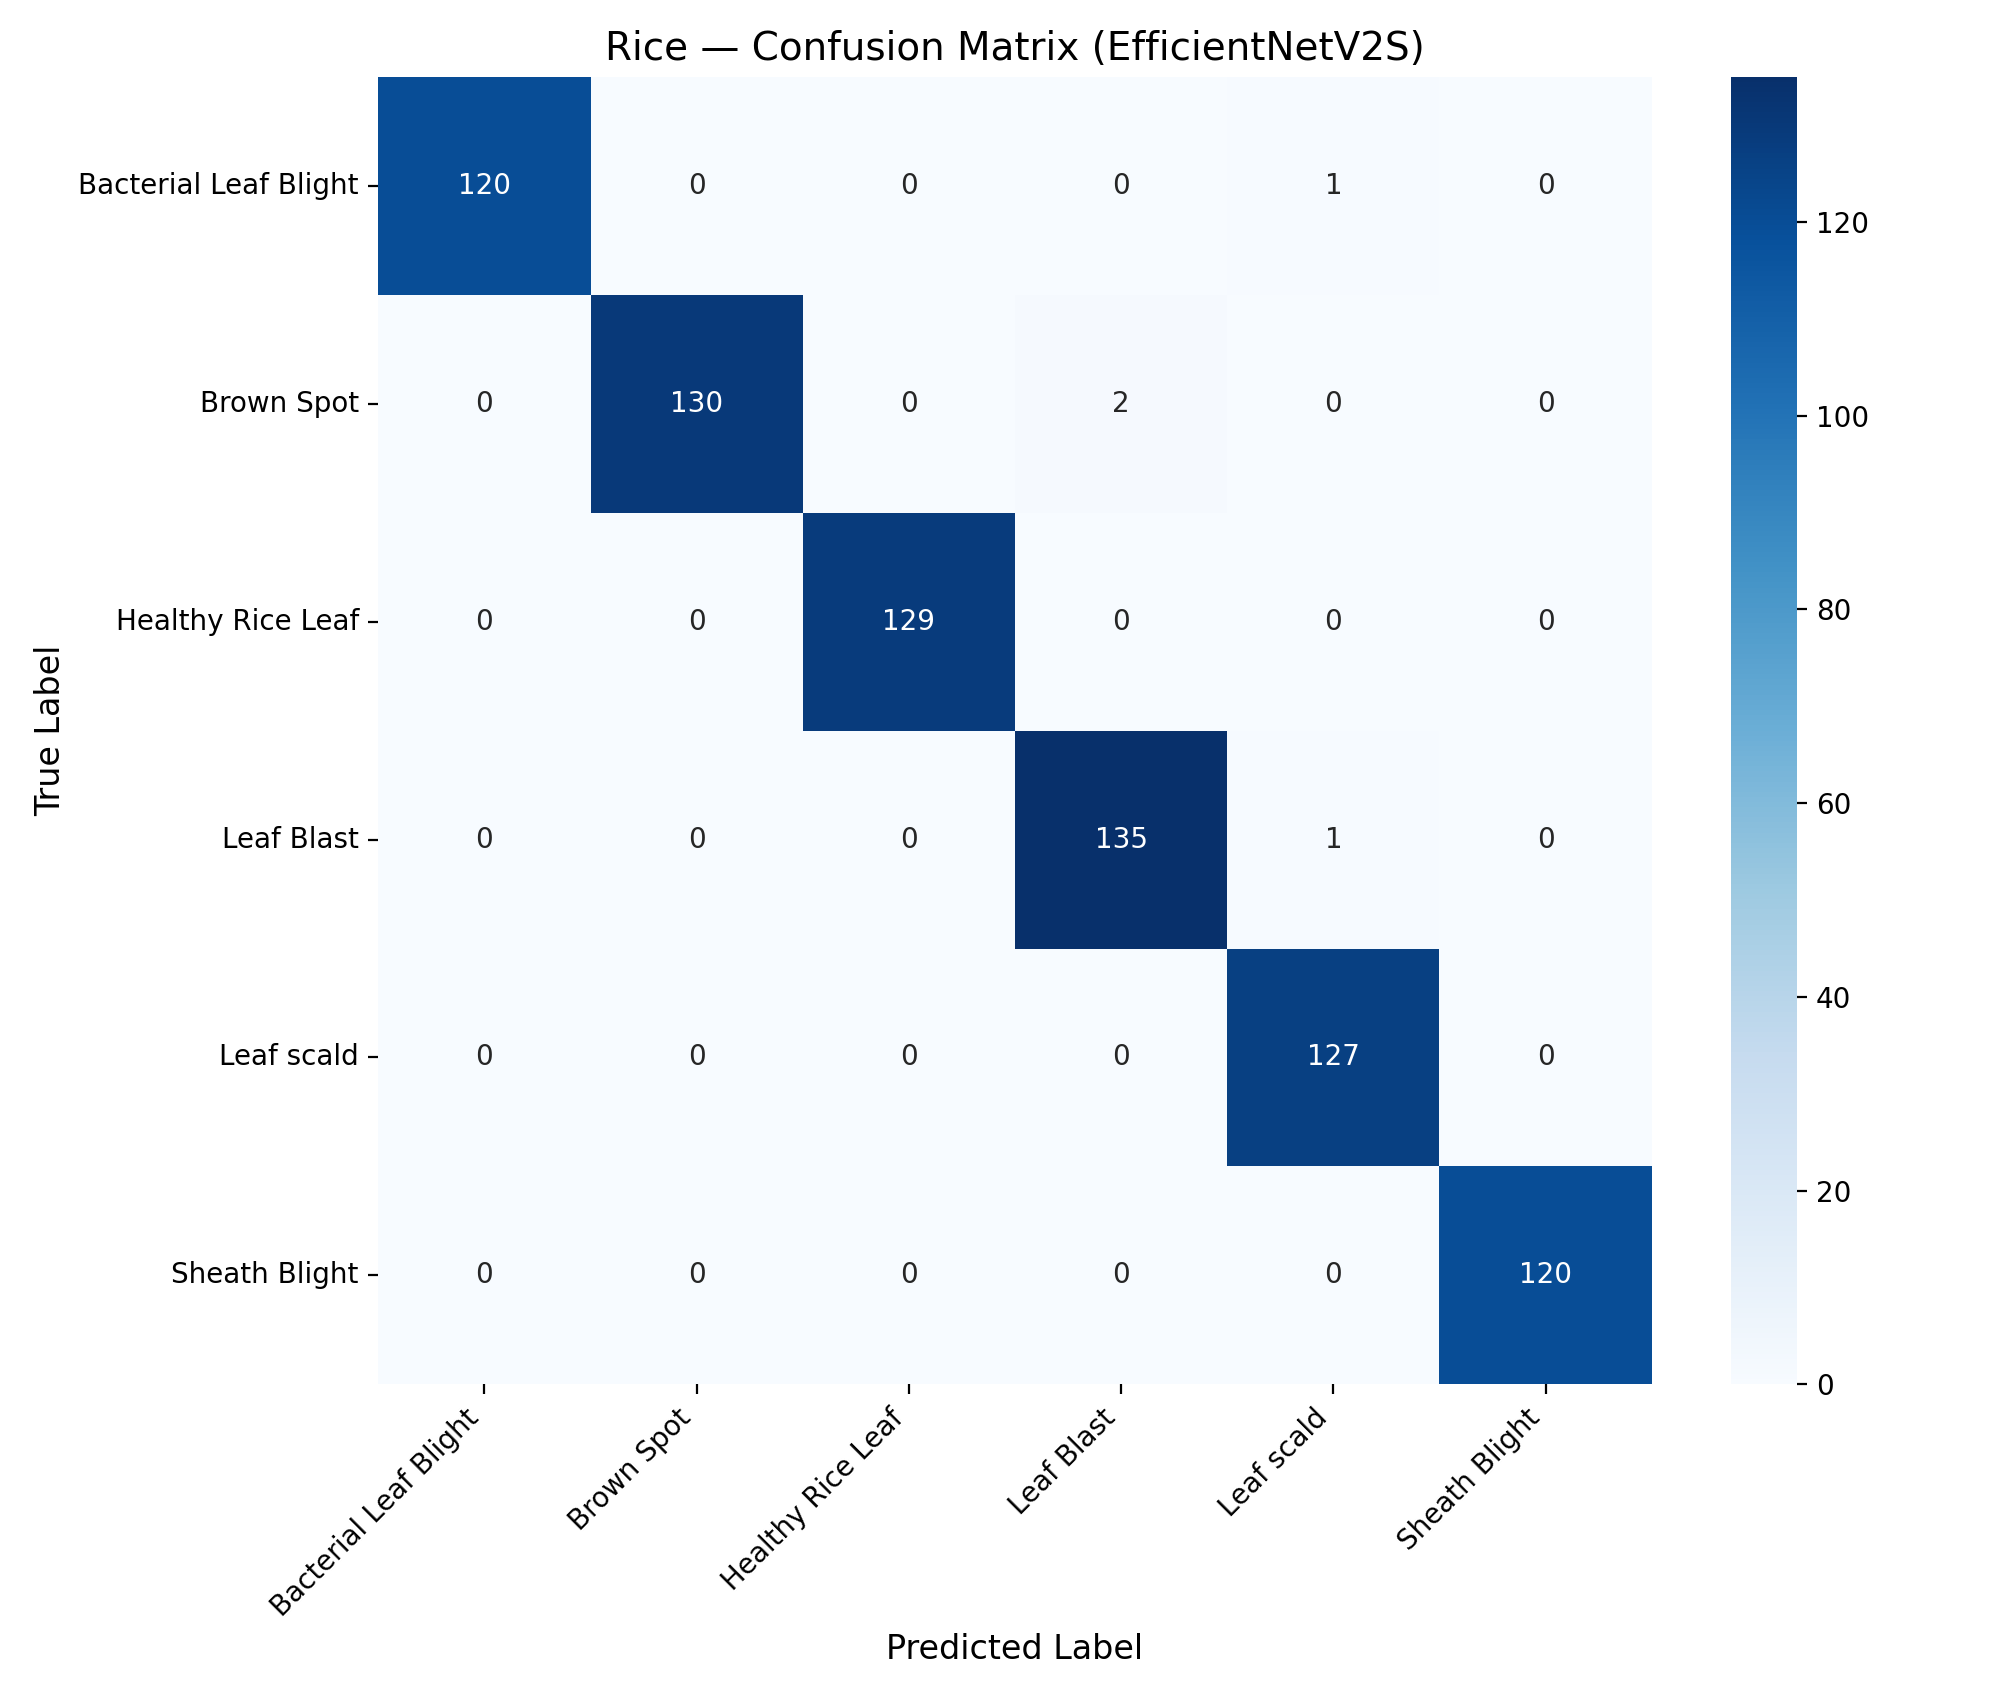 Rice — Confusion Matrix (EfficientNetV2S)
Bacterial Leaf Blight 120 0 0 0 1 0
Brown Spot 0 130 0 2 0 0
Healthy Rice Leaf 0 0 129 0 0 0
Leaf Blast 0 0 0 135 1 0
Leaf scald 0 0 0 0 127 0
Sheath Blight 0 0 0 0 0 120
True Label
Bacterial Leaf Blight
Brown Spot
Healthy Rice Leaf
Leaf Blast
Leaf scald
Sheath Blight
Predicted Label
120
100
80
60
40
20
0